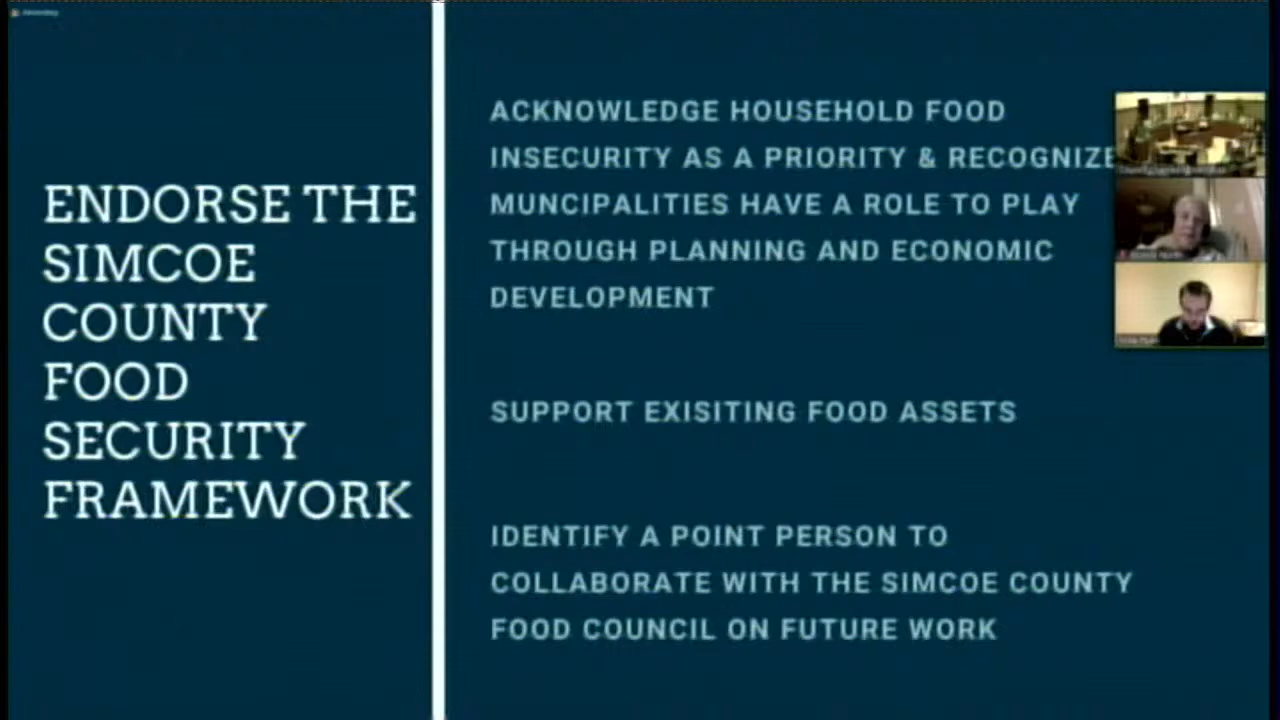 ENDORSE THE
SIMCOE
COUNTY
FOOD
SECURITY
FRAMEWORK
ACKNOWLEDGE HOUSEHOLD FOOD
INSECURITY AS A PRIORITY & RECOGNIZE
MUNCIPALITIES HAVE A ROLE TO PLAY
THROUGH PLANNING AND ECONOMIC
DEVELOPMENT
SUPPORT EXISITING FOOD ASSETS
IDENTIFY A POINT PERSON TO
COLLABORATE WITH THE SIMCOE COUNTY
FOOD COUNCIL ON FUTURE WORK